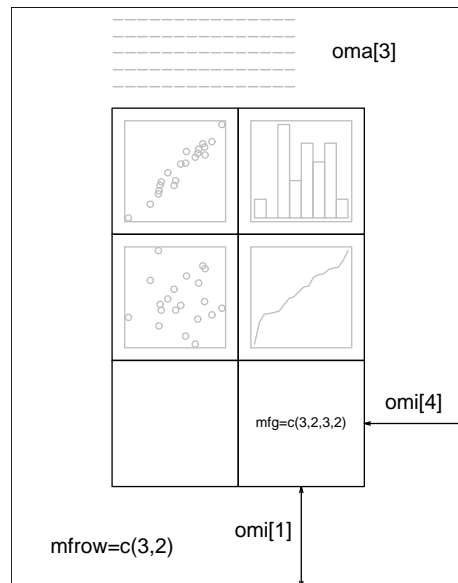 oma[3]
mfg=c(3,2,3,2)
omi[4]
omi[1]
mfrow=c(3,2)